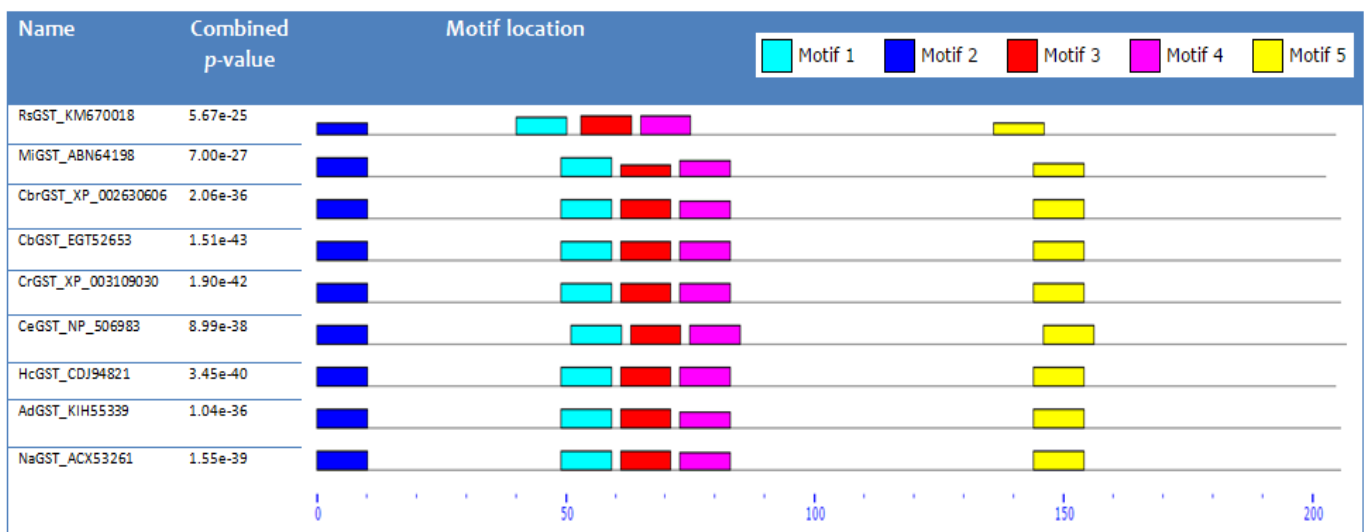 Name Combined p-value Motif location
Motif 1 Motif 2 Motif 3 Motif 4 Motif 5
RsGST_KM670018 5.67e-25
MiGST_ABN64198 7.00e-27
CbrGST_XP_002630606 2.06e-36
CbGST_EGT52653 1.51e-43
CrGST_XP_003109030 1.90e-42
CeGST_NP_506983 8.99e-38
HcGST_CDJ94821 3.45e-40
AdGST_KIH55339 1.04e-36
NaGST_ACX53261 1.55e-39
0 50 100 150 200